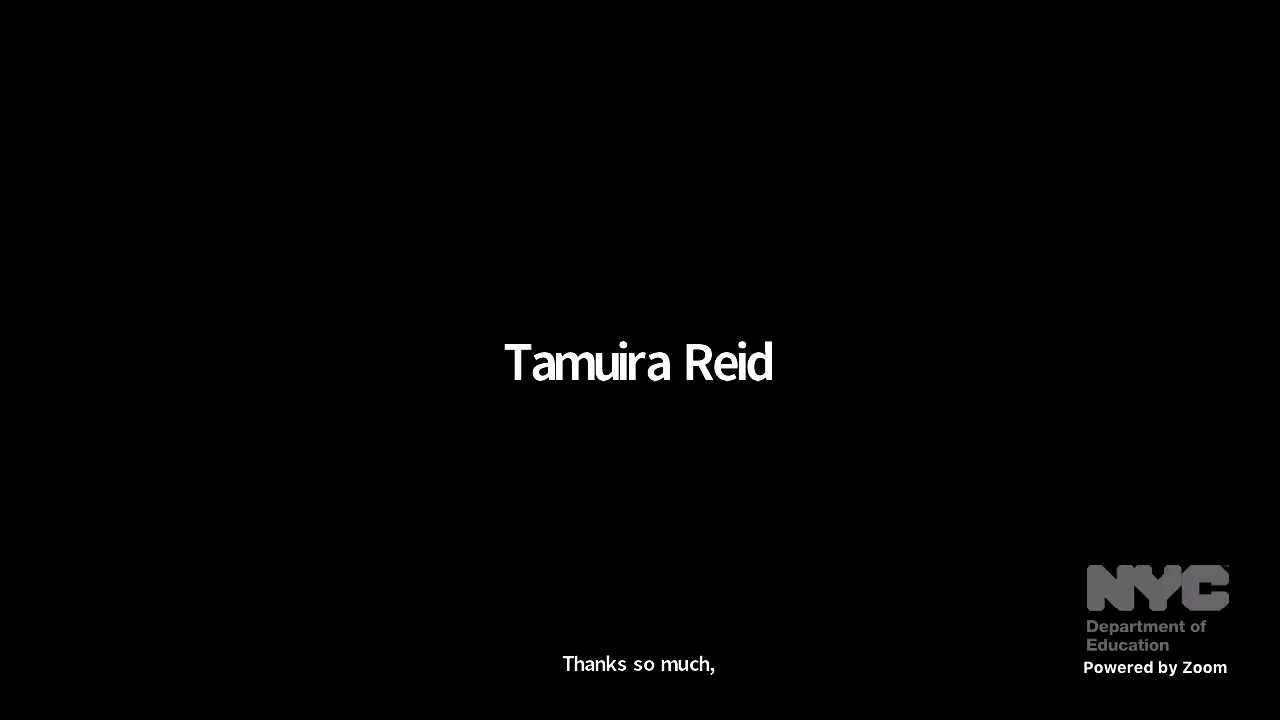 Tamuira Reid
NYC
Department of
Education
Thanks so much,
Powered by Zoom